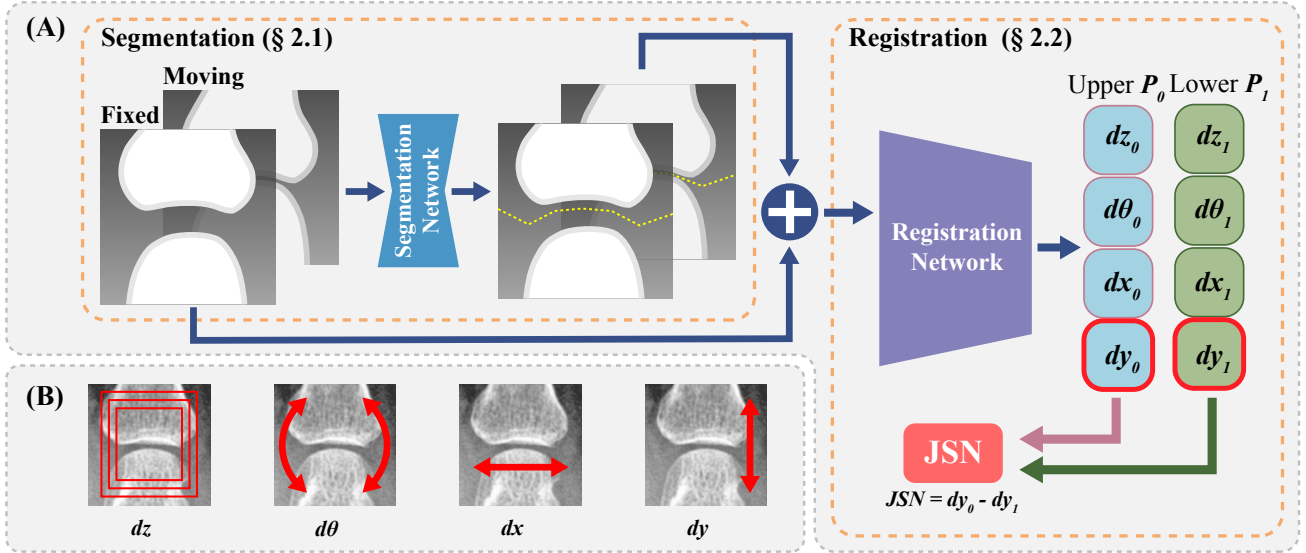 (A)
Segmentation (§ 2.1)
Moving
Fixed
Segmentation
Network
Registration (§ 2.2)
Upper P₀ Lower P₁
Registration
Network
dz₀ dz₁
dθ₀ dθ₁
dx₀ dx₁
dy₀ dy₁
JSN
JSN = dy₀ - dy₁
(B)
dz dθ dx dy